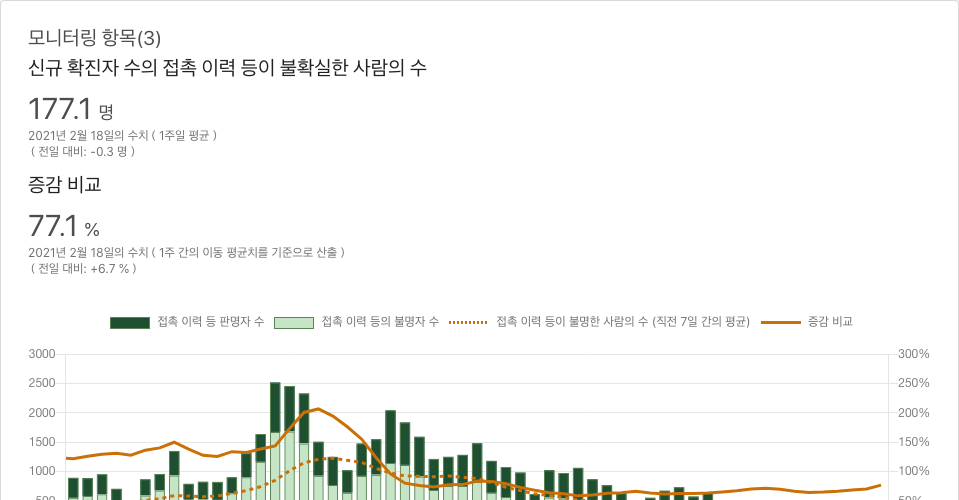 모니터링 항목(3)
신규 확진자 수의 접촉 이력 등이 불확실한 사람의 수
177.1 명
2021년 2월 18일의 수치 ( 1주일 평균 )
( 전일 대비: -0.3 명 )
증감 비교
77.1 %
2021년 2월 18일의 수치 ( 1주 간의 이동 평균치를 기준으로 산출 )
( 전일 대비: +6.7 % )
접촉 이력 등 판명자 수 접촉 이력 등의 불명자 수 접촉 이력 등이 불명한 사람의 수 (직전 7일 간의 평균) 증감 비교
3000 300%
2500 250%
2000 200%
1500 150%
1000 100%
500 50%